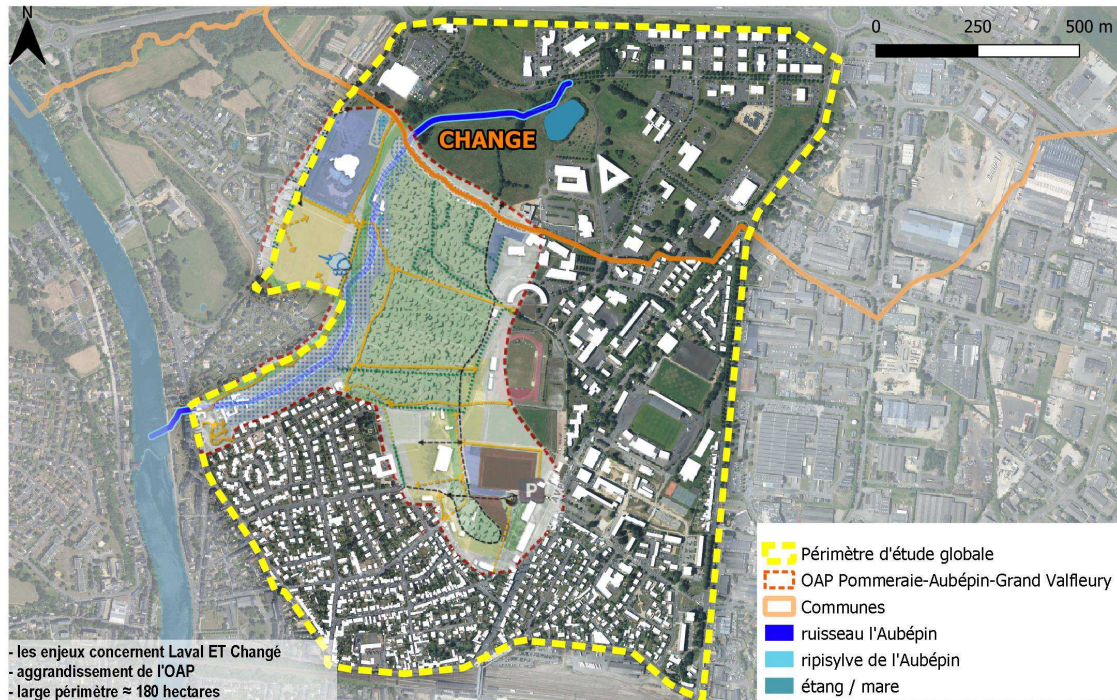 N
0 250 500 m
CHANGE
P
Périmètre d'étude globale
OAP Pommeraie-Aubépin-Grand Valfleury
Communes
ruisseau l'Aubépin
ripisylve de l'Aubépin
étang / mare
- les enjeux concernent Laval ET Changé
- aggrandissement de l'OAP
- large périmètre ≈ 180 hectares